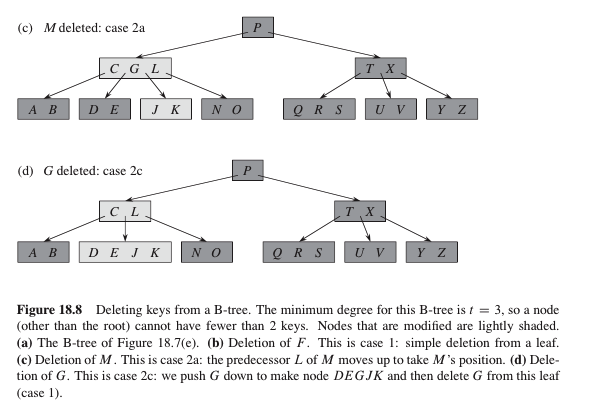 (c) M deleted: case 2a
P
C G L
T X
A B
D E
J K
N O
Q R S
U V
Y Z
(d) G deleted: case 2c
P
C L
T X
A B
D E J K
N O
Q R S
U V
Y Z
Figure 18.8 Deleting keys from a B-tree. The minimum degree for this B-tree is t = 3, so a node
(other than the root) cannot have fewer than 2 keys. Nodes that are modified are lightly shaded.
(a) The B-tree of Figure 18.7(e). (b) Deletion of F. This is case 1: simple deletion from a leaf.
(c) Deletion of M. This is case 2a: the predecessor L of M moves up to take M's position. (d) Dele-
tion of G. This is case 2c: we push G down to make node DEGJK and then delete G from this leaf
(case 1).